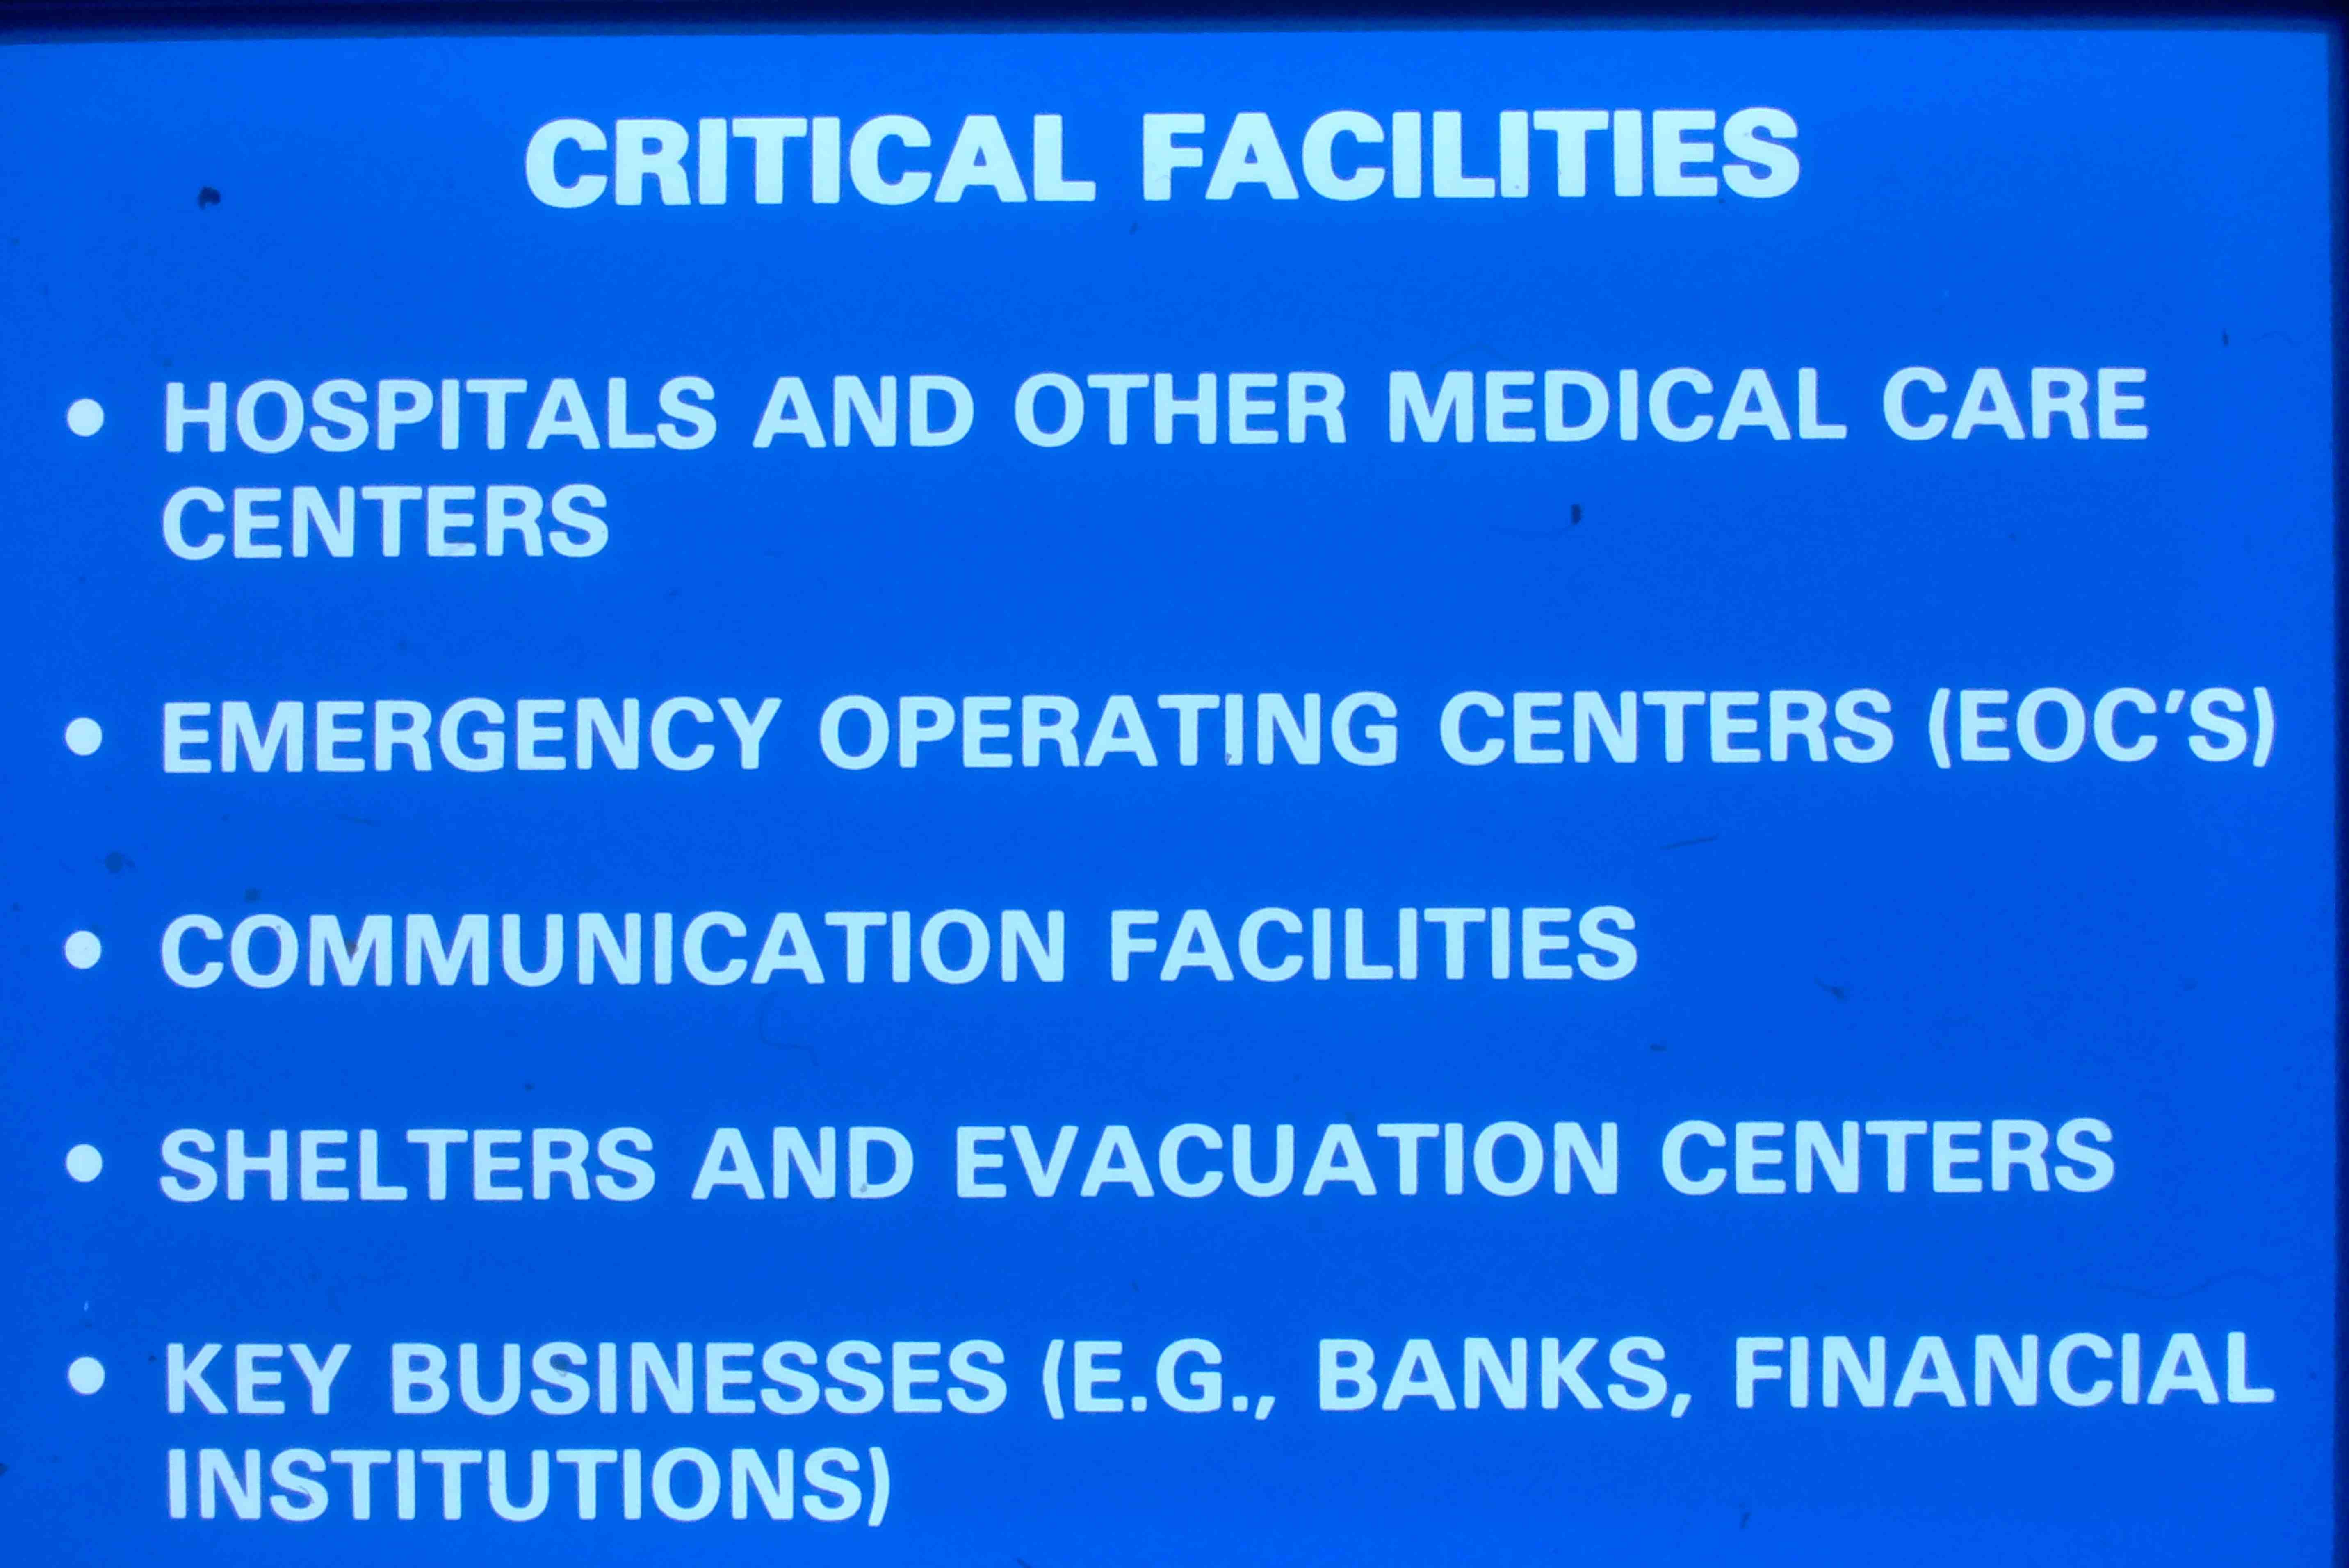 CRITICAL FACILITIES
• HOSPITALS AND OTHER MEDICAL CARE
CENTERS
• EMERGENCY OPERATING CENTERS (EOC'S)
• COMMUNICATION FACILITIES
• SHELTERS AND EVACUATION CENTERS
• KEY BUSINESSES (E.G., BANKS, FINANCIAL
INSTITUTIONS)